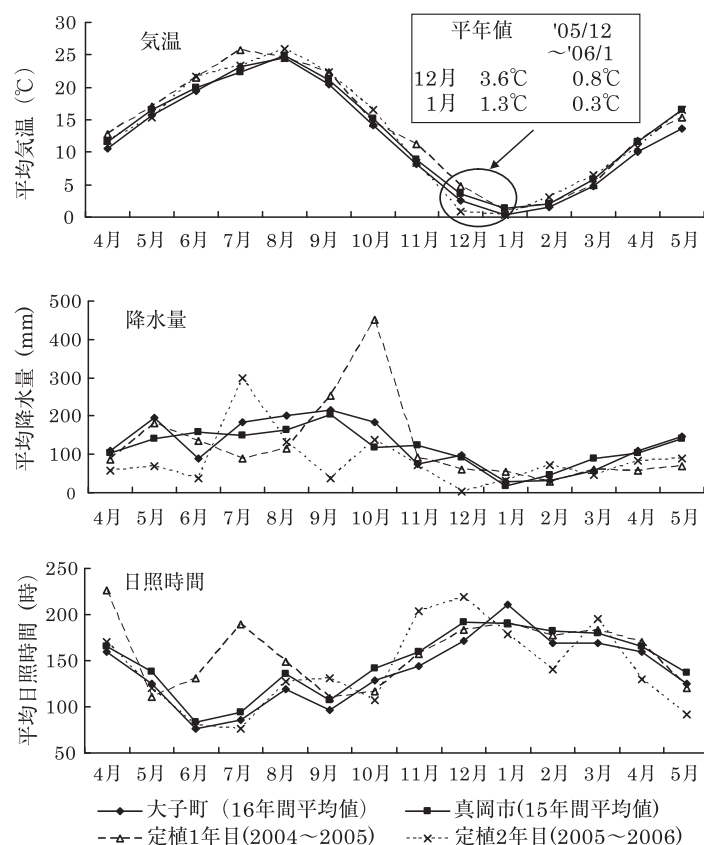 30
25
20
15
10
5
0
平均気温(℃)
気温
平年値 '05/12
～'06/1
12月 3.6℃ 0.8℃
1月 1.3℃ 0.3℃
4月 5月 6月 7月 8月 9月 10月 11月 12月 1月 2月 3月 4月 5月
500
400
300
200
100
0
平均降水量(mm)
降水量
4月 5月 6月 7月 8月 9月 10月 11月 12月 1月 2月 3月 4月 5月
250
200
150
100
50
平均日照時間(時)
日照時間
4月 5月 6月 7月 8月 9月 10月 11月 12月 1月 2月 3月 4月 5月
大子町(16年間平均値) 真岡市(15年間平均値)
定植1年目(2004～2005) 定植2年目(2005～2006)